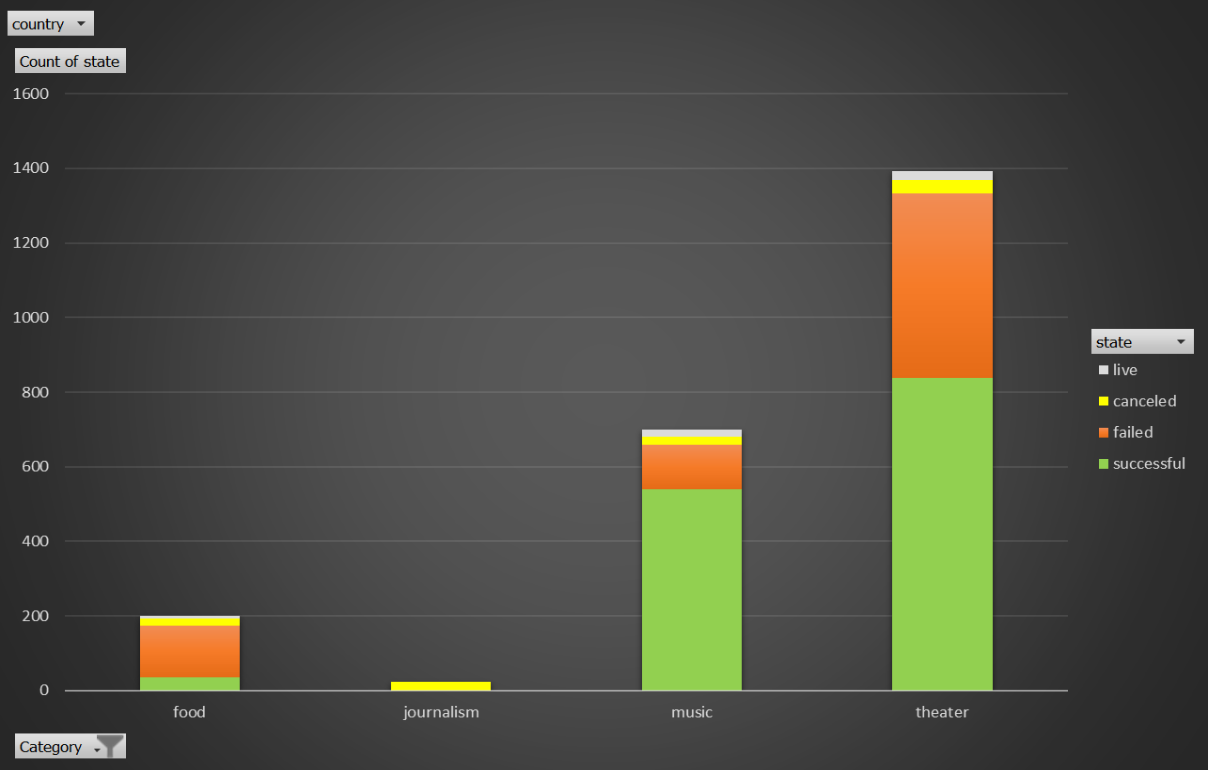 country
Count of state
1600
1400
1200
1000
800
600
400
200
0
food journalism music theater
state
live
canceled
failed
successful
Category